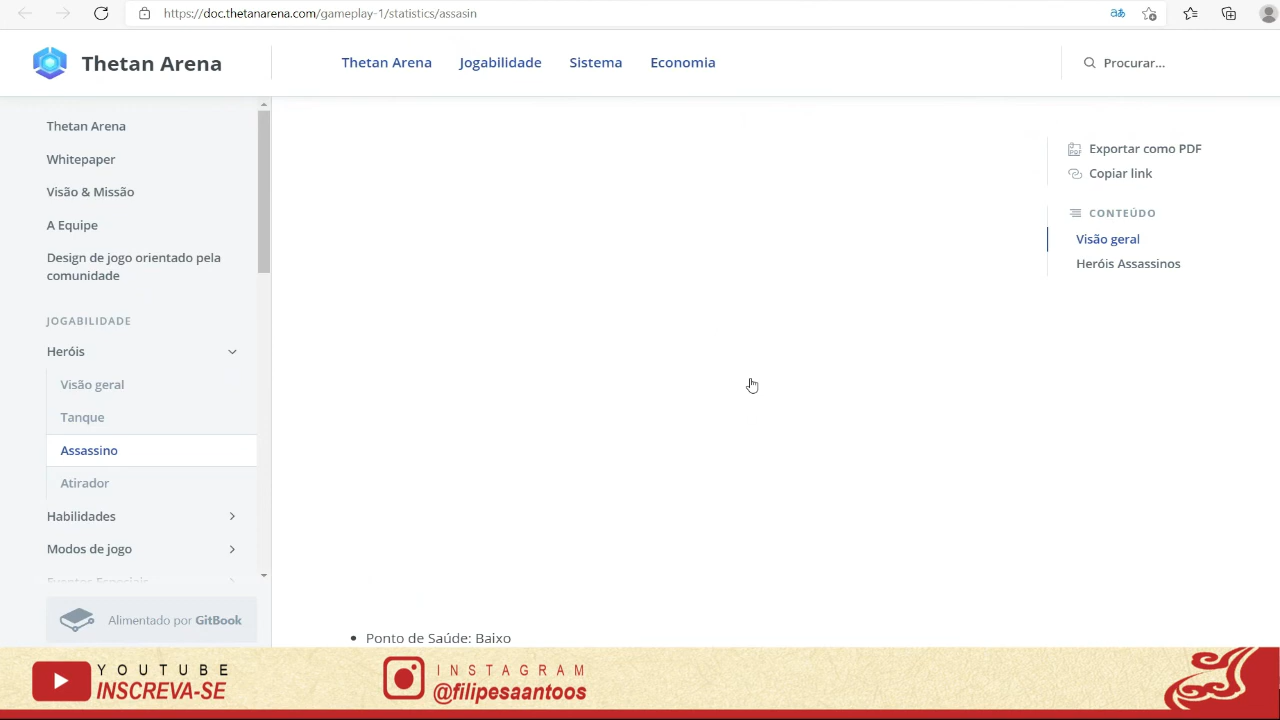 https://doc.thetanarena.com/gameplay-1/statistics/assasin
Thetan Arena
Thetan Arena
Jogabilidade
Sistema
Economia
Procurar...
Thetan Arena
Whitepaper
Visão & Missão
A Equipe
Design de jogo orientado pela
comunidade
JOGABILIDADE
Heróis
Visão geral
Tanque
Assassino
Atirador
Habilidades
Modos de jogo
Eventos Especiais
Alimentado por GitBook
Exportar como PDF
Copiar link
CONTEÚDO
Visão geral
Heróis Assassinos
• Ponto de Saúde: Baixo
YOUTUBE
INSCREVA-SE
INSTAGRAM
@filipesaantoos